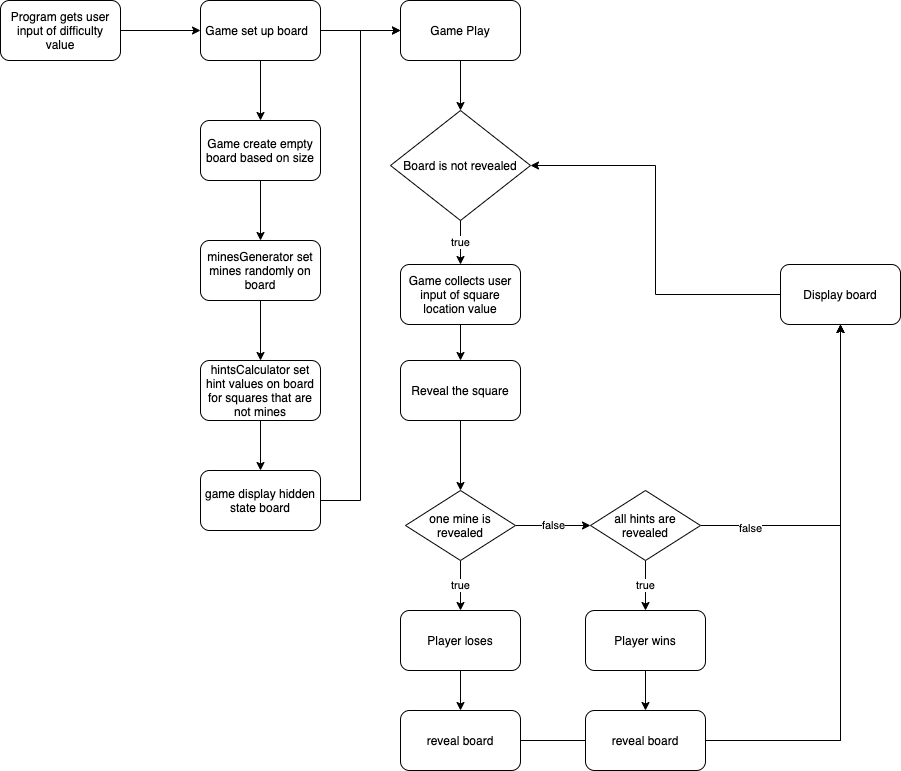 Program gets user
input of difficulty
value
Game set up board
Game Play
Game create empty
board based on size
Board is not revealed
true
minesGenerator set
mines randomly on
board
Game collects user
input of square
location value
Display board
hintsCalculator set
hint values on board
for squares that are
not mines
Reveal the square
game display hidden
state board
one mine is
revealed
false
all hints are
revealed
false
true
true
Player loses
Player wins
reveal board
reveal board